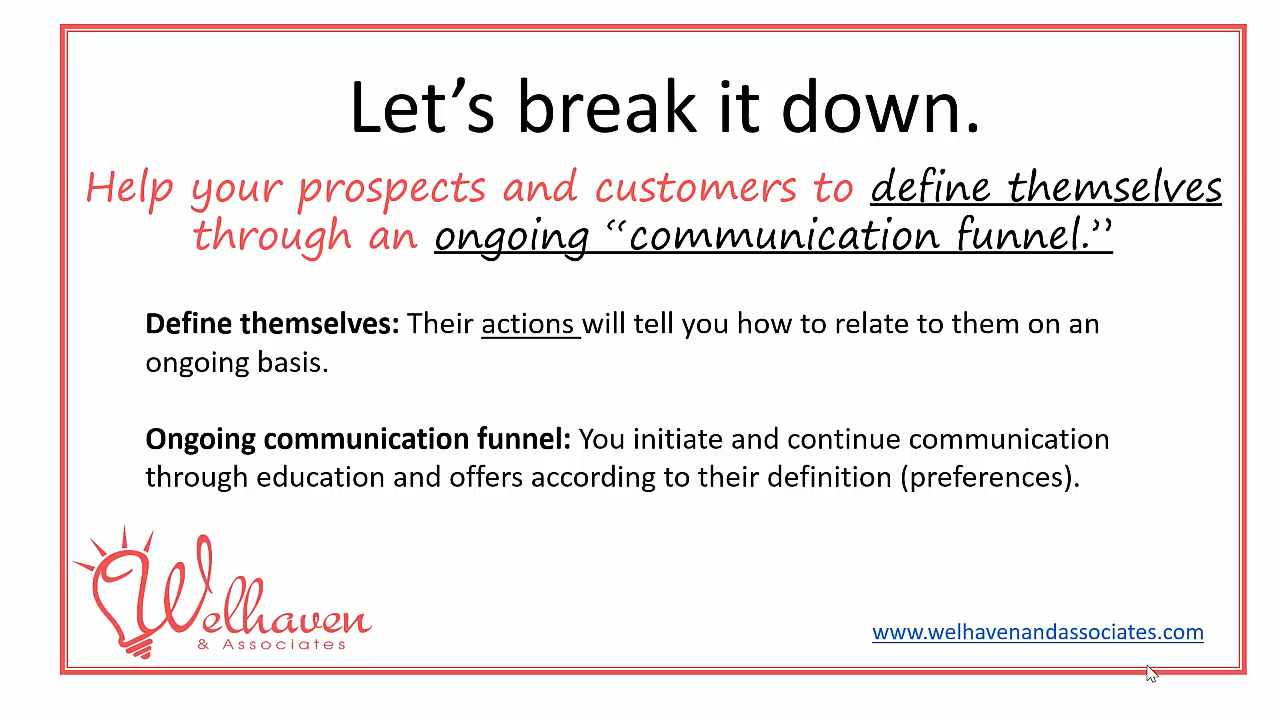 Let’s break it down.
Help your prospects and customers to define themselves
through an ongoing “communication funnel.”
Define themselves: Their actions will tell you how to relate to them on an
ongoing basis.
Ongoing communication funnel: You initiate and continue communication
through education and offers according to their definition (preferences).
Welhaven
& Associates
www.welhavenandassociates.com